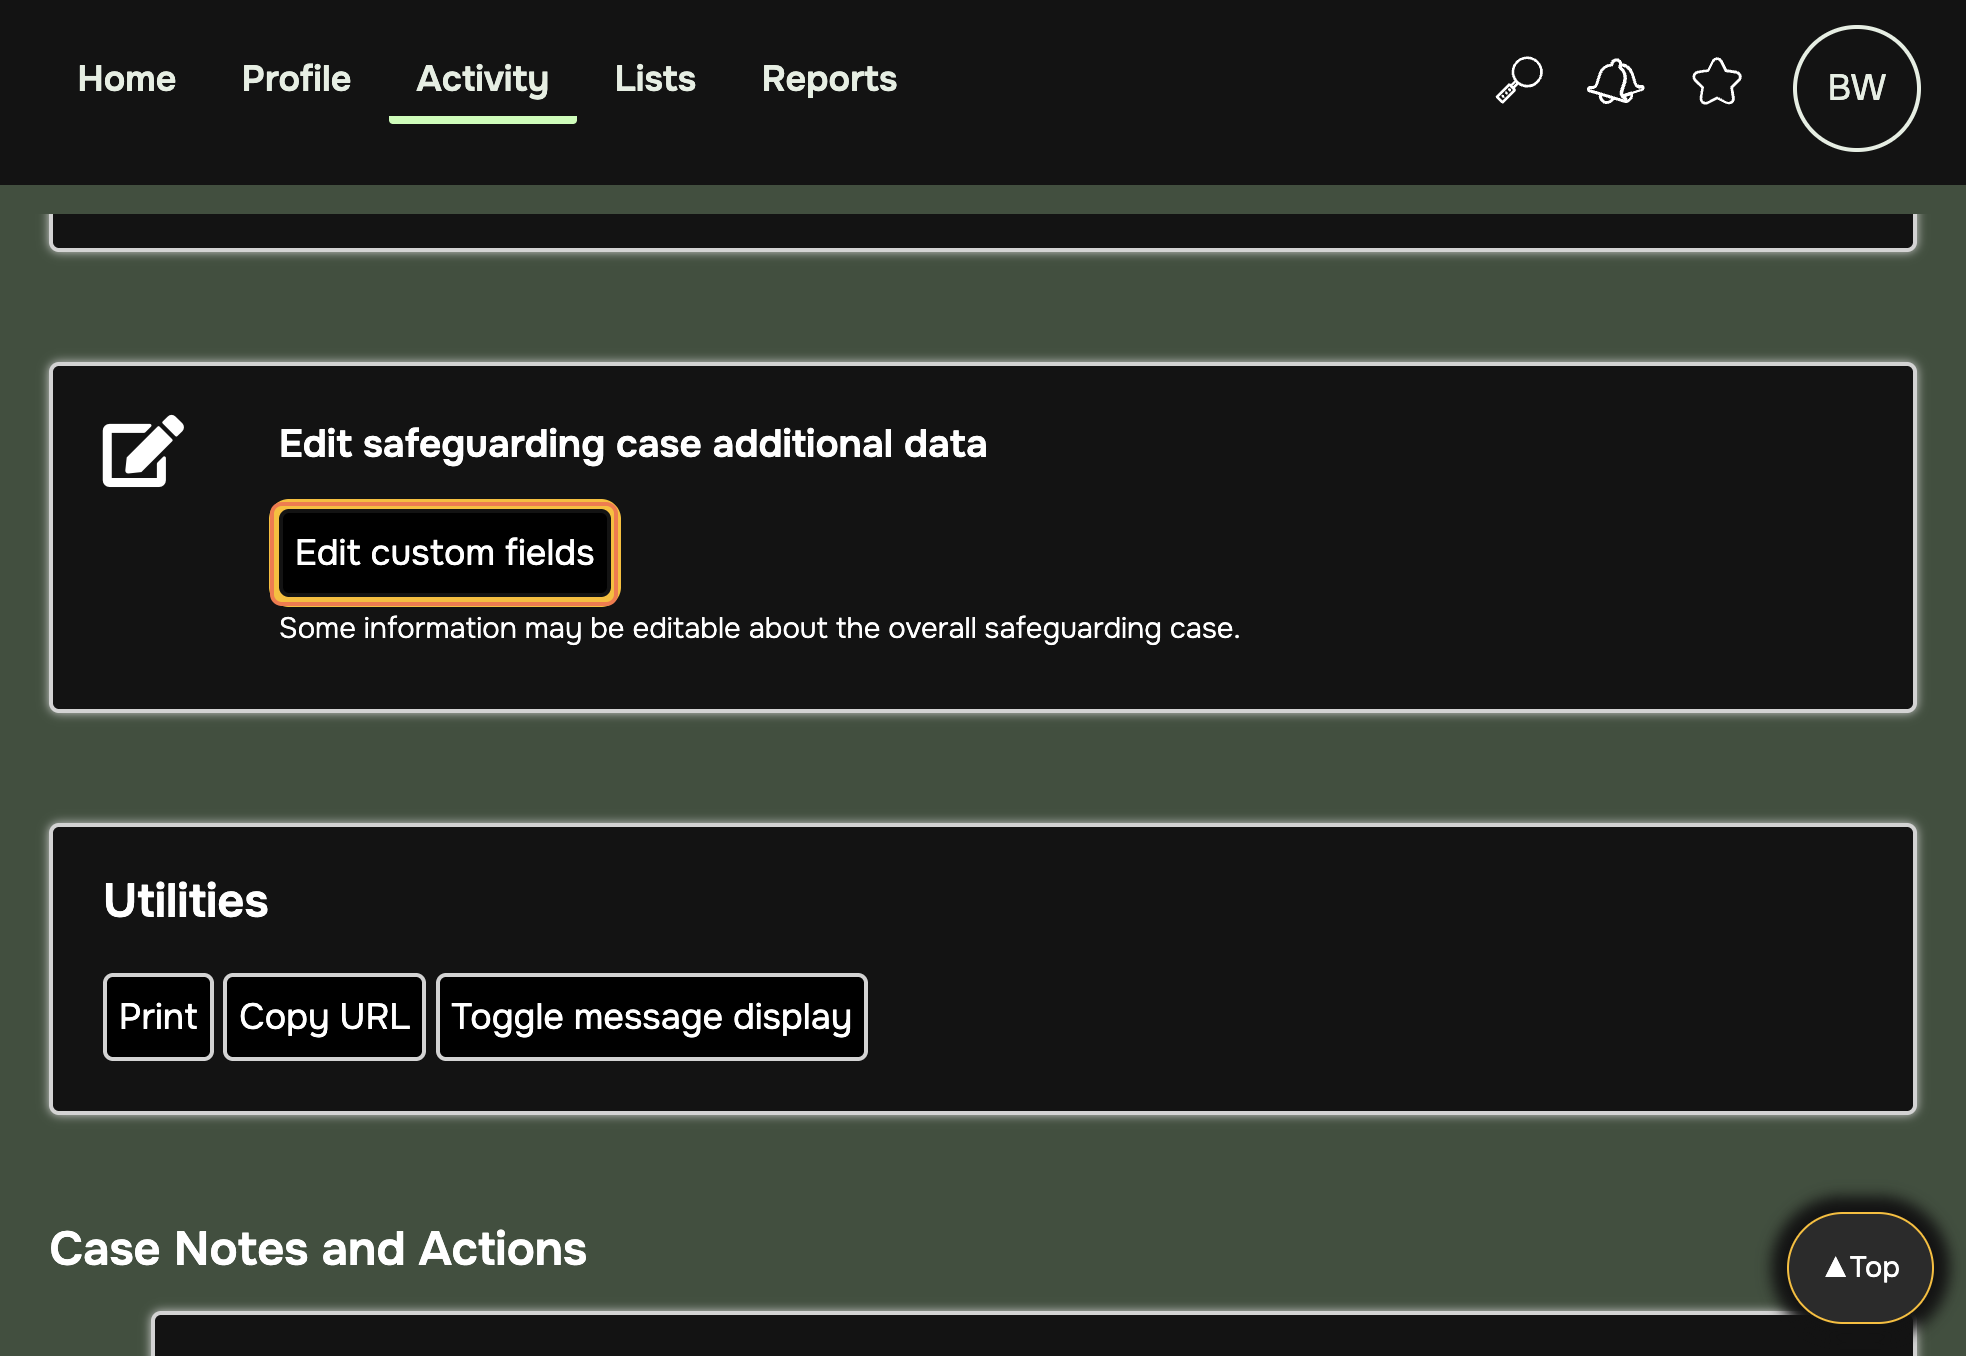 Home Profile Activity Lists Reports BW
Edit safeguarding case additional data
Edit custom fields
Some information may be editable about the overall safeguarding case.
Utilities
Print Copy URL Toggle message display
Case Notes and Actions
▲Top